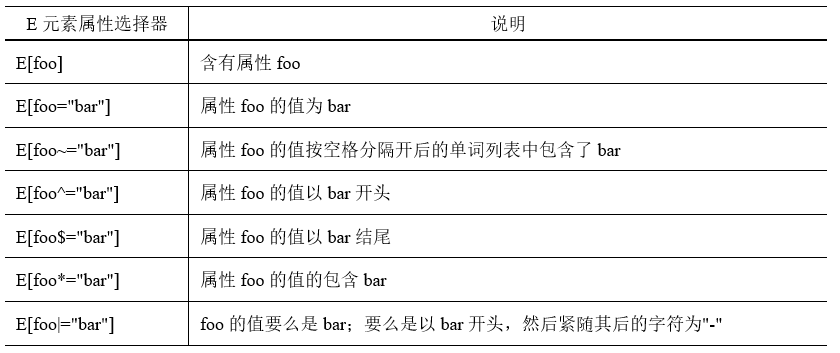 E 元素属性选择器 说明
E[foo] 含有属性 foo
E[foo="bar"] 属性 foo 的值为 bar
E[foo~="bar"] 属性 foo 的值按空格分隔开后的单词列表中包含了 bar
E[foo^="bar"] 属性 foo 的值以 bar 开头
E[foo$="bar"] 属性 foo 的值以 bar 结尾
E[foo*="bar"] 属性 foo 的值的包含 bar
E[foo|="bar"] foo 的值要么是 bar；要么是以 bar 开头，然后紧随其后的字符为"-"